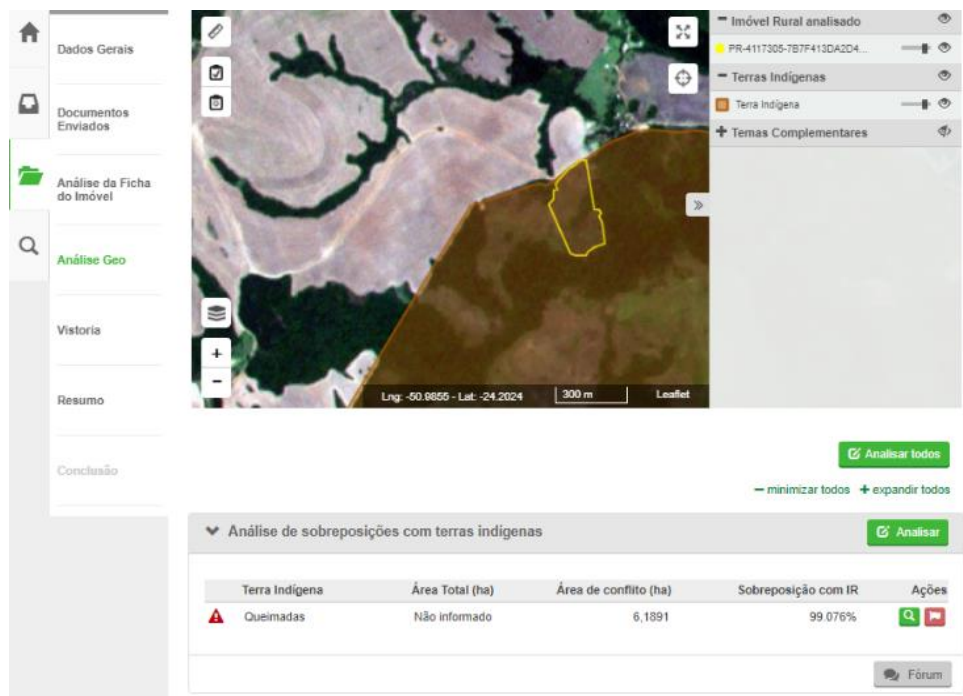 Dados Gerais
Documentos
Enviados
Análise da Ficha
do Imóvel
Análise Geo
Vistoria
Resumo
Conclusão
Imóvel Rural analisado
PR-4117305-7B7F413DA2D4...
Terras Indígenas
Terra Indígena
Temas Complementares
Lng: -50.9855 - Lat: -24.2024
300 m
Leaflet
Analisar todos
minimizar todos
expandir todos
Análise de sobreposições com terras indígenas
Analisar
Terra Indígena Área Total (ha) Área de conflito (ha) Sobreposição com IR Ações
Queimadas Não informado 6,1891 99.076%
Fórum